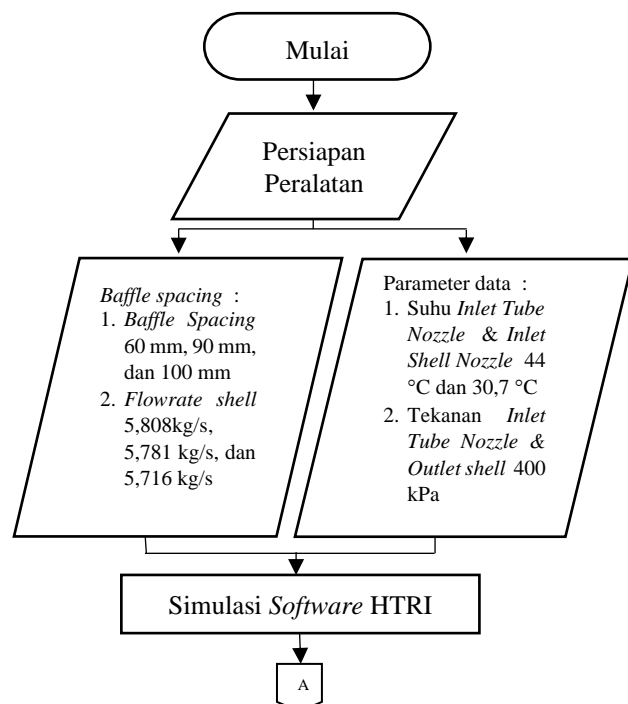 Mulai
Persiapan
Peralatan
Baffle spacing :
1. Baffle Spacing
60 mm, 90 mm,
dan 100 mm
2. Flowrate shell
5,808kg/s,
5,781 kg/s, dan
5,716 kg/s
Parameter data :
1. Suhu Inlet Tube
Nozzle & Inlet
Shell Nozzle 44
°C dan 30,7 °C
2. Tekanan Inlet
Tube Nozzle &
Outlet shell 400
kPa
Simulasi Software HTRI
A